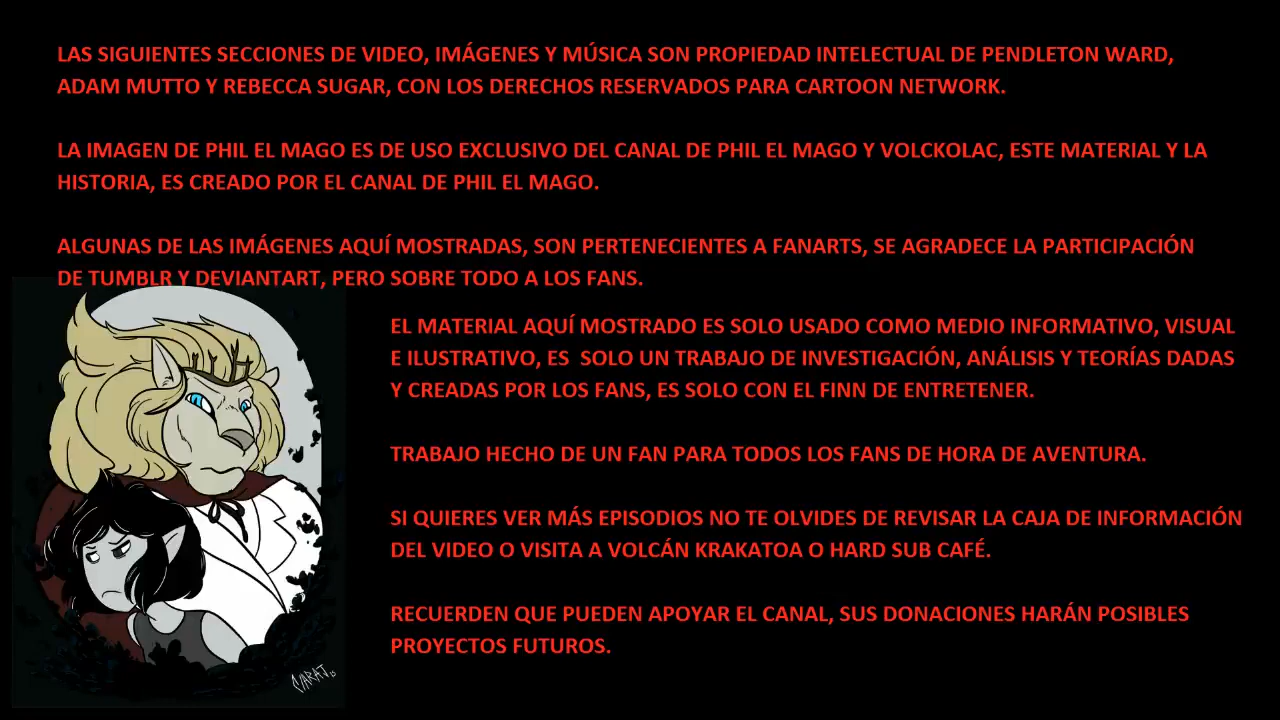 LAS SIGUIENTES SECCIONES DE VIDEO, IMÁGENES Y MÚSICA SON PROPIEDAD INTELECTUAL DE PENDLETON WARD,
ADAM MUTTO Y REBECCA SUGAR, CON LOS DERECHOS RESERVADOS PARA CARTOON NETWORK.
LA IMAGEN DE PHIL EL MAGO ES DE USO EXCLUSIVO DEL CANAL DE PHIL EL MAGO Y VOLCKOLAC, ESTE MATERIAL Y LA
HISTORIA, ES CREADO POR EL CANAL DE PHIL EL MAGO.
ALGUNAS DE LAS IMÁGENES AQUÍ MOSTRADAS, SON PERTENECIENTES A FANARTS, SE AGRADECE LA PARTICIPACIÓN
DE TUMBLR Y DEVIANTART, PERO SOBRE TODO A LOS FANS.
EL MATERIAL AQUÍ MOSTRADO ES SOLO USADO COMO MEDIO INFORMATIVO, VISUAL
E ILUSTRATIVO, ES SOLO UN TRABAJO DE INVESTIGACIÓN, ANÁLISIS Y TEORÍAS DADAS
Y CREADAS POR LOS FANS, ES SOLO CON EL FINN DE ENTRETENER.
TRABAJO HECHO DE UN FAN PARA TODOS LOS FANS DE HORA DE AVENTURA.
SI QUIERES VER MÁS EPISODIOS NO TE OLVIDES DE REVISAR LA CAJA DE INFORMACIÓN
DEL VIDEO O VISITA A VOLCÁN KRAKATOA O HARD SUB CAFÉ.
RECUERDEN QUE PUEDEN APOYAR EL CANAL, SUS DONACIONES HARÁN POSIBLES
PROYECTOS FUTUROS.